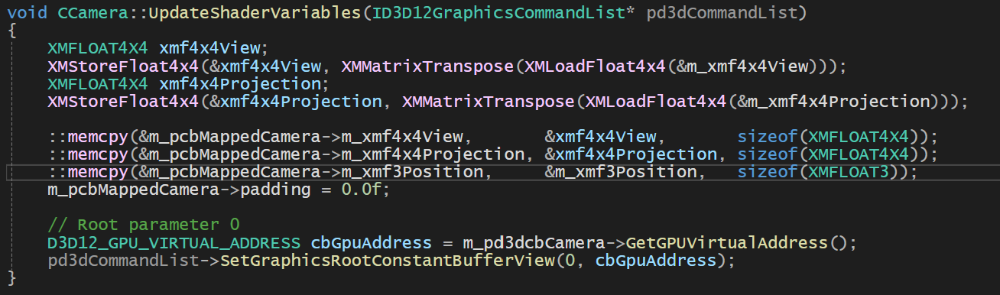 void CCamera::UpdateShaderVariables(ID3D12GraphicsCommandList* pd3dCommandList)
{
    XMFLOAT4X4 xmf4x4View;
    XMStoreFloat4x4(&xmf4x4View, XMMatrixTranspose(XMLoadFloat4x4(&m_xmf4x4View)));
    XMFLOAT4X4 xmf4x4Projection;
    XMStoreFloat4x4(&xmf4x4Projection, XMMatrixTranspose(XMLoadFloat4x4(&m_xmf4x4Projection)));

    ::memcpy(&m_pcbMappedCamera->m_xmf4x4View,       &xmf4x4View,       sizeof(XMFLOAT4X4));
    ::memcpy(&m_pcbMappedCamera->m_xmf4x4Projection, &xmf4x4Projection, sizeof(XMFLOAT4X4));
    ::memcpy(&m_pcbMappedCamera->m_xmf3Position,     &m_xmf3Position,   sizeof(XMFLOAT3));
    m_pcbMappedCamera->padding = 0.0f;

    // Root parameter 0
    D3D12_GPU_VIRTUAL_ADDRESS cbGpuAddress = m_pd3dcbCamera->GetGPUVirtualAddress();
    pd3dCommandList->SetGraphicsRootConstantBufferView(0, cbGpuAddress);
}